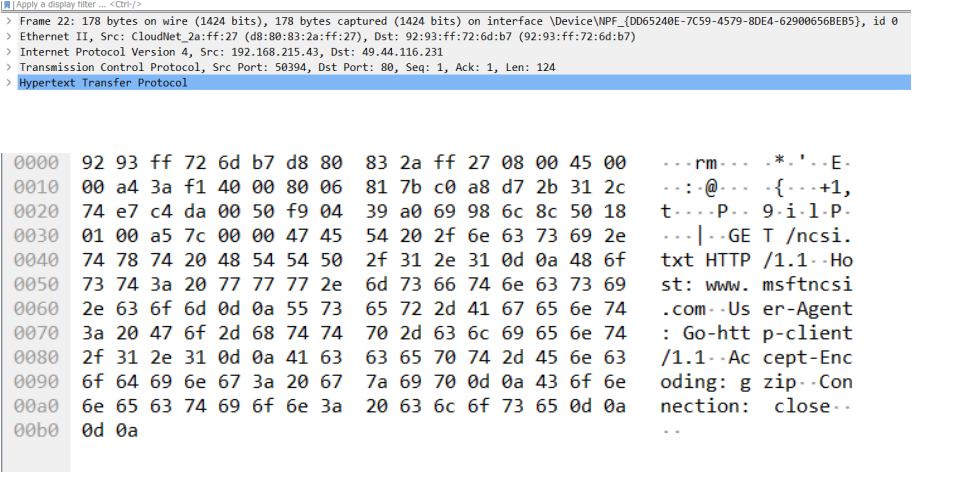 Apply a display filter ... <Ctrl-/>
> Frame 22: 178 bytes on wire (1424 bits), 178 bytes captured (1424 bits) on interface \Device\NPF_{DD65240E-7C59-4579-8DE4-62900656BEB5}, id 0
> Ethernet II, Src: CloudNet_2a:ff:27 (d8:80:83:2a:ff:27), Dst: 92:93:ff:72:6d:b7 (92:93:ff:72:6d:b7)
> Internet Protocol Version 4, Src: 192.168.215.43, Dst: 49.44.116.231
> Transmission Control Protocol, Src Port: 50394, Dst Port: 80, Seq: 1, Ack: 1, Len: 124
> Hypertext Transfer Protocol
0000 92 93 ff 72 6d b7 d8 80 83 2a ff 27 08 00 45 00 ···rm··· ·*·'··E·
0010 00 a4 3a f1 40 00 80 06 81 7b c0 a8 d7 2b 31 2c ··:·@··· ·{···+1,
0020 74 e7 c4 da 00 50 f9 04 39 a0 69 98 6c 8c 50 18 t····P·· 9·i·l·P·
0030 01 00 a5 7c 00 00 47 45 54 20 2f 6e 63 73 69 2e ···|··GE T /ncsi.
0040 74 78 74 20 48 54 54 50 2f 31 2e 31 0d 0a 48 6f txt HTTP /1.1··Ho
0050 73 74 3a 20 77 77 77 2e 6d 73 66 74 6e 63 73 69 st: www. msftncsi
0060 2e 63 6f 6d 0d 0a 55 73 65 72 2d 41 67 65 6e 74 .com··Us er-Agent
0070 3a 20 47 6f 2d 68 74 74 70 2d 63 6c 69 65 6e 74 : Go-htt p-client
0080 2f 31 2e 31 0d 0a 41 63 63 65 70 74 2d 45 6e 63 /1.1··Ac cept-Enc
0090 6f 64 69 6e 67 3a 20 67 7a 69 70 0d 0a 43 6f 6e oding: g zip··Con
00a0 6e 65 63 74 69 6f 6e 3a 20 63 6c 6f 73 65 0d 0a nection: close··
00b0 0d 0a ··